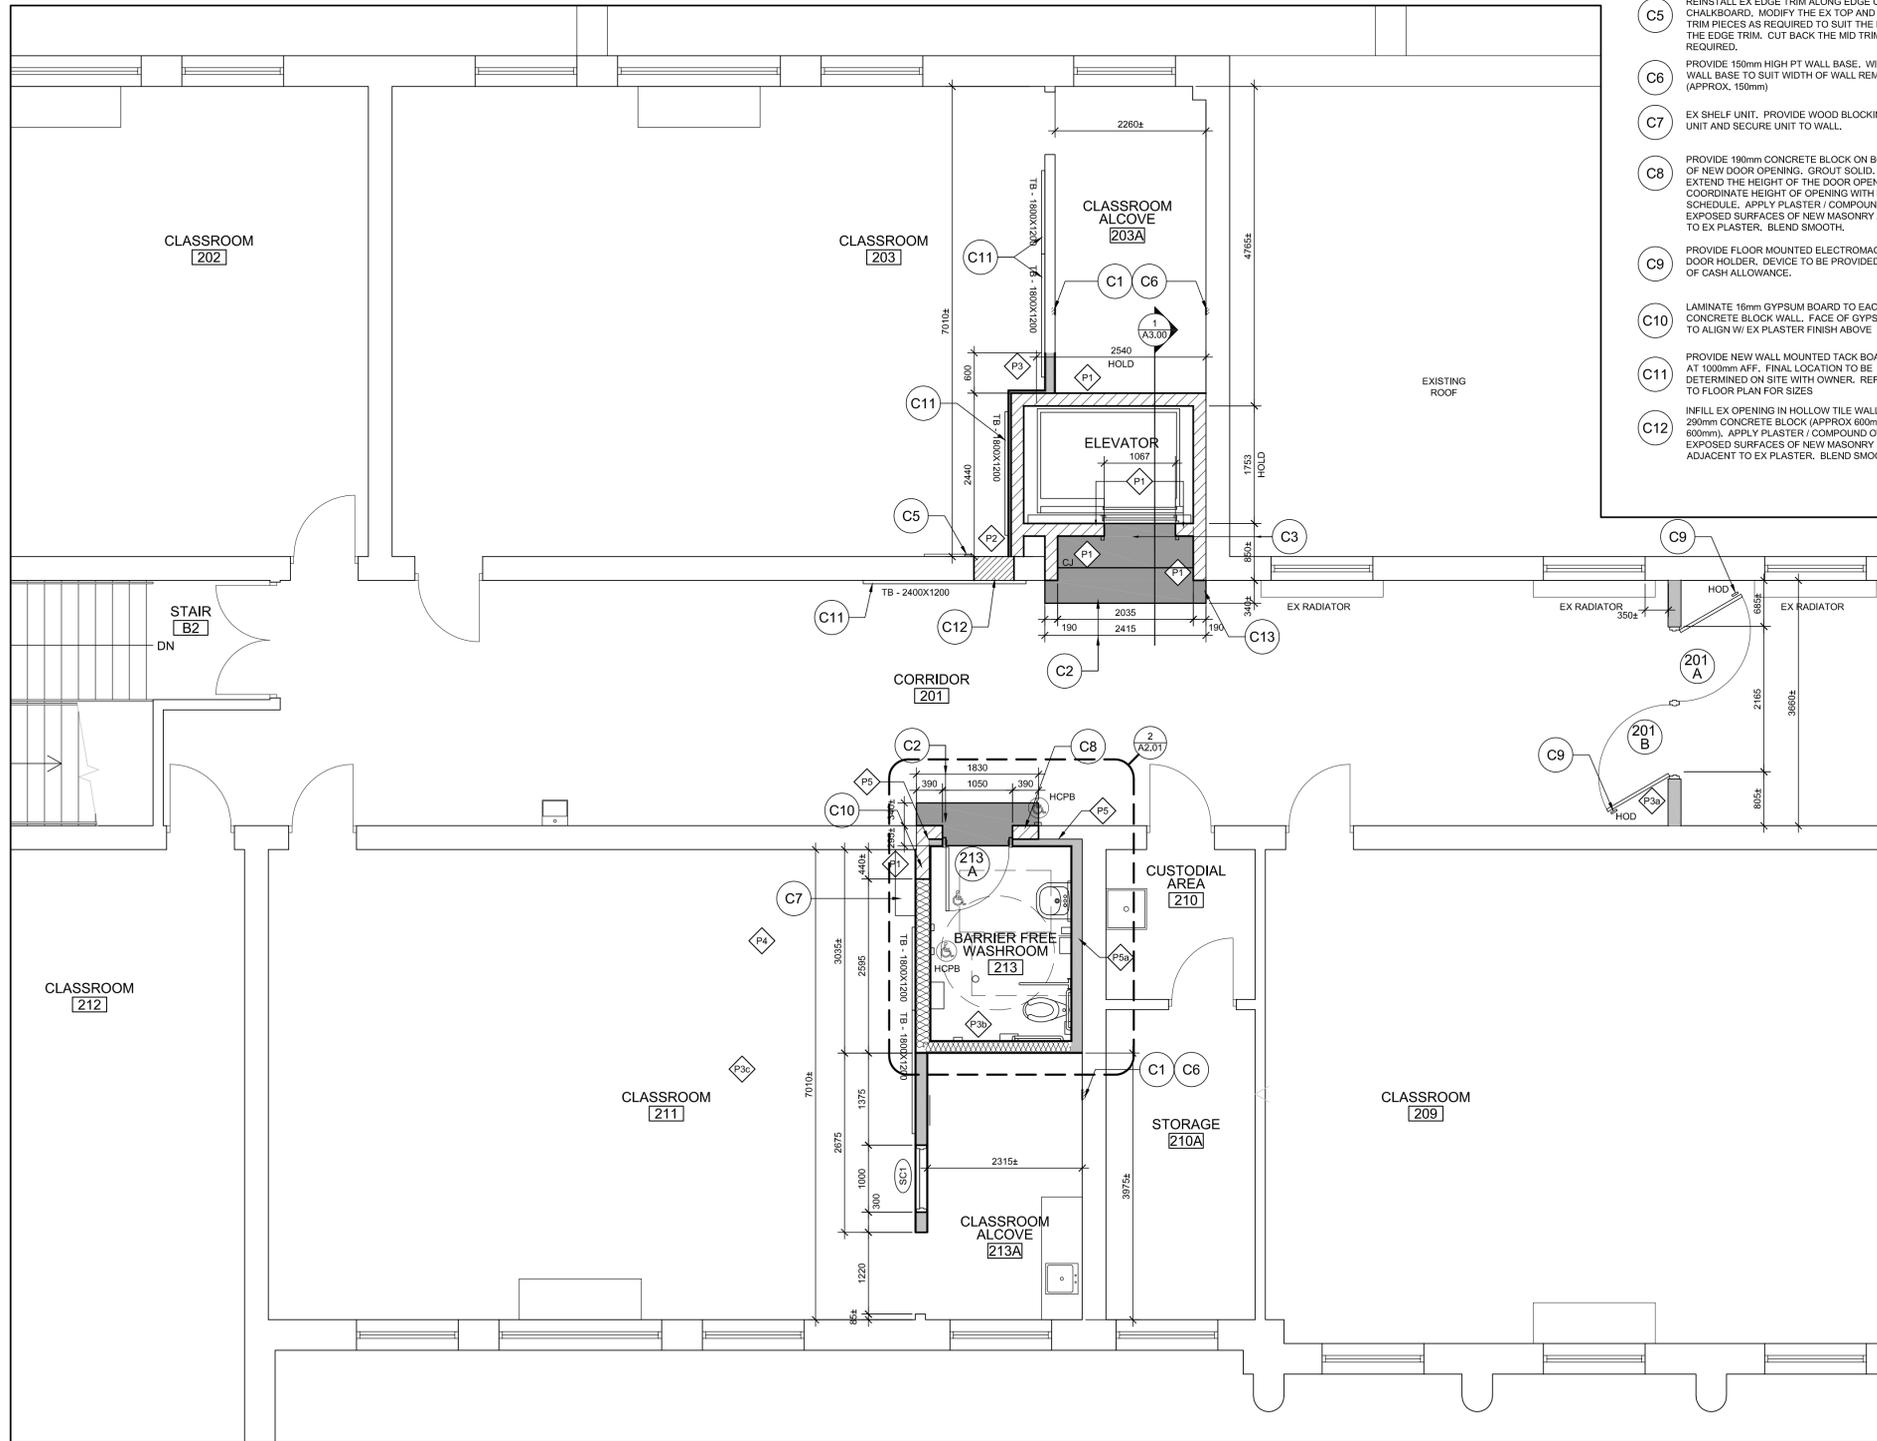 C5
REINSTALL EX EDGE TRIM ALONG EDGE
CHALKBOARD. MODIFY THE EX TOP AND
TRIM PIECES AS REQUIRED TO SUIT THE
THE EDGE TRIM. CUT BACK THE MID TRIM
REQUIRED.
C6
PROVIDE 150mm HIGH PT WALL BASE.
WALL BASE TO SUIT WIDTH OF WALL
(APPROX. 150mm)
C7
EX SHELF UNIT. PROVIDE WOOD
UNIT AND SECURE UNIT TO WALL.
C8
PROVIDE 190mm CONCRETE BLOCK ON
OF NEW DOOR OPENING. GROUT SOLID.
EXTEND THE HEIGHT OF THE DOOR
COORDINATE HEIGHT OF OPENING WITH
SCHEDULE. APPLY PLASTER / COMPOUND
EXPOSED SURFACES OF NEW MASONRY
TO EX PLASTER. BLEND SMOOTH.
C9
PROVIDE FLOOR MOUNTED
DOOR HOLDER. DEVICE TO BE PROVIDED
OF CASH ALLOWANCE.
C10
LAMINATE 16mm GYPSUM BOARD TO
CONCRETE BLOCK WALL. FACE OF
TO ALIGN W/ EX PLASTER FINISH ABOVE
C11
PROVIDE NEW WALL MOUNTED TACK
AT 1000mm AFF. FINAL LOCATION TO BE
DETERMINED ON SITE WITH OWNER.
TO FLOOR PLAN FOR SIZES
C12
INFILL EX OPENING IN HOLLOW TILE WALL
290mm CONCRETE BLOCK (APPROX
600mm). APPLY PLASTER / COMPOUND
EXPOSED SURFACES OF NEW MASONRY
ADJACENT TO EX PLASTER. BLEND
2260±
TB - 1800X1200
TB - 1800X1200
CLASSROOM
202
CLASSROOM
203
CLASSROOM
ALCOVE
203A
C11
C1 C6
4765±
7010±
1
A3.00
2540
HOLD
600
P3
P1
EXISTING
ROOF
C11
TB - 1800X1200
ELEVATOR
1067
2440
1753
HOLD
P1
C5
P2
C3
C9
P1
CJ
P1
850±
HOD
STAIR
B2
TB - 2400X1200
340±
EX RADIATOR
EX RADIATOR
EX RADIATOR
350±
685±
C11
C12
2035
190
2415
190
C13
DN
C2
201
A
CORRIDOR
201
2165
3660±
201
B
C2
C8
2
A2.01
C9
1830
P5
390
1050
390
HCPB
C10
340±
P5
P3a
HOD
805±
295±
P1
213
A
440±
CUSTODIAL
AREA
210
C7
P4
3035±
2595
TB - 1800X1200
BARRIER FREE
WASHROOM
213
HCPB
P5a
CLASSROOM
212
P3b
TB - 1800X1200
P3c
C1 C6
7010±
CLASSROOM
211
1375
CLASSROOM
209
STORAGE
210A
2675
2315±
1000
SC1
300
3975±
CLASSROOM
ALCOVE
213A
1220
85±